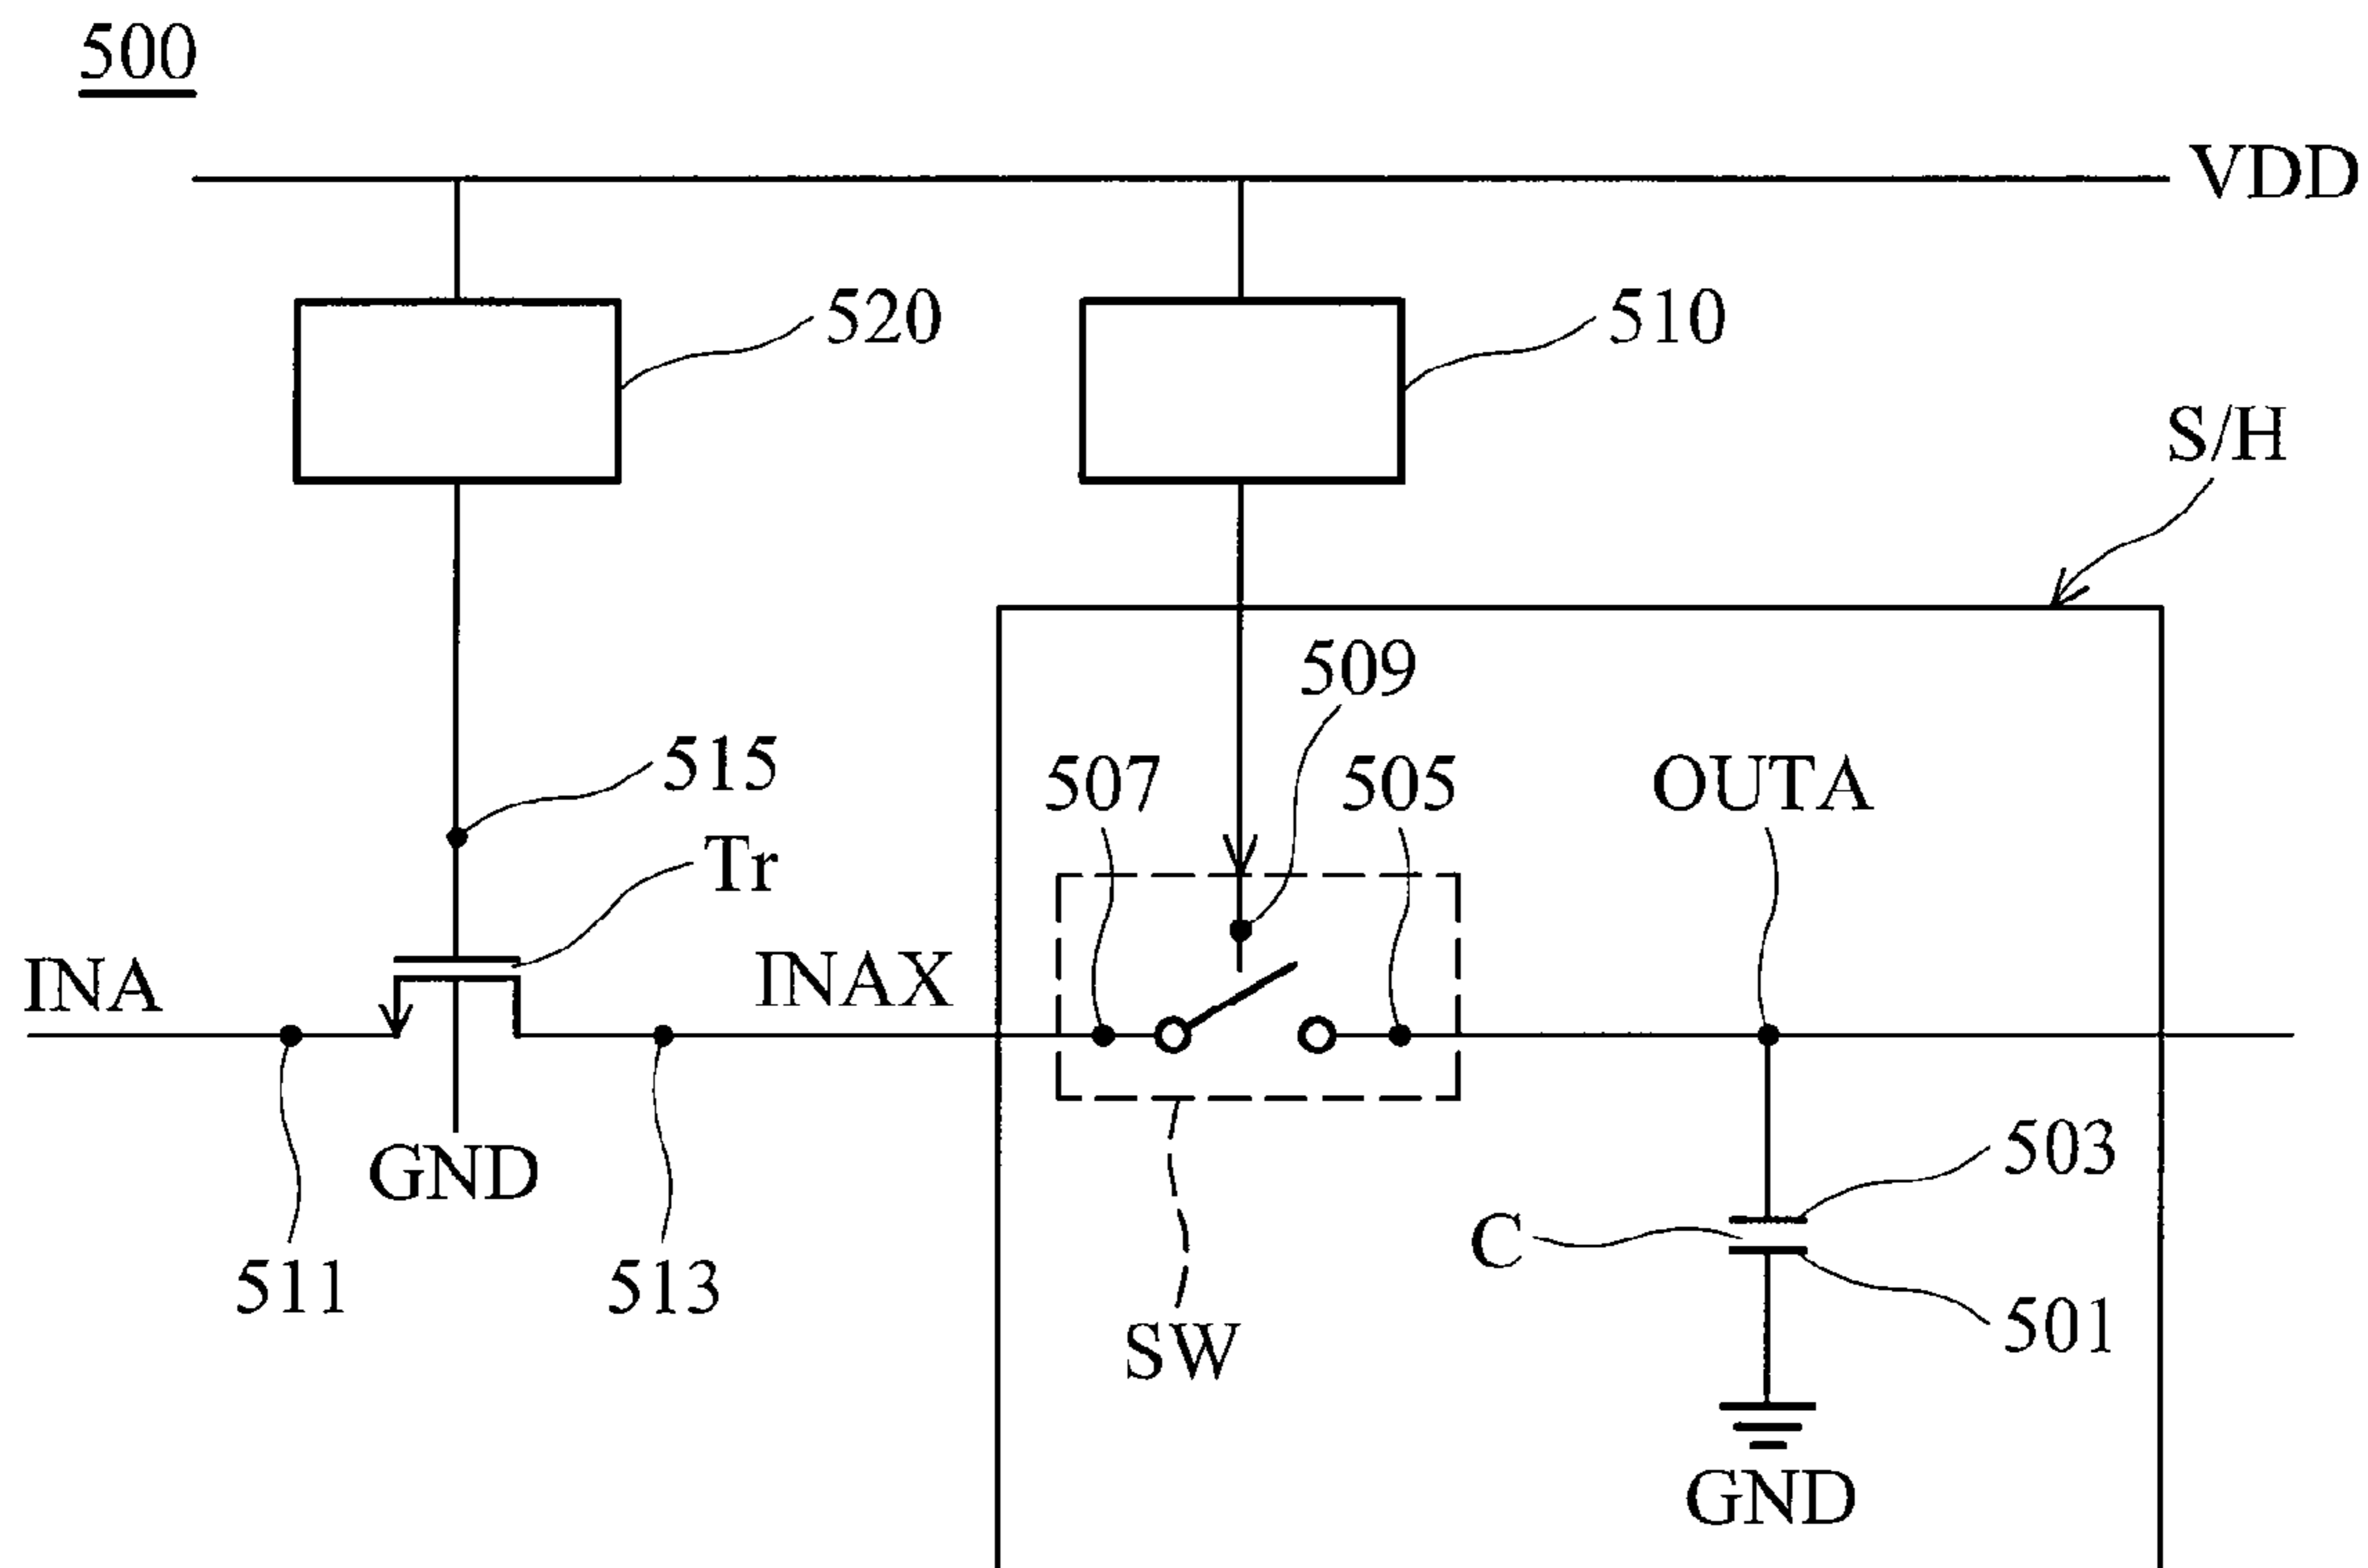 500
VDD
520
510
S/H
509
515
507
505
OUTA
Tr
INA
INAX
GND
503
C
511
513
501
SW
GND